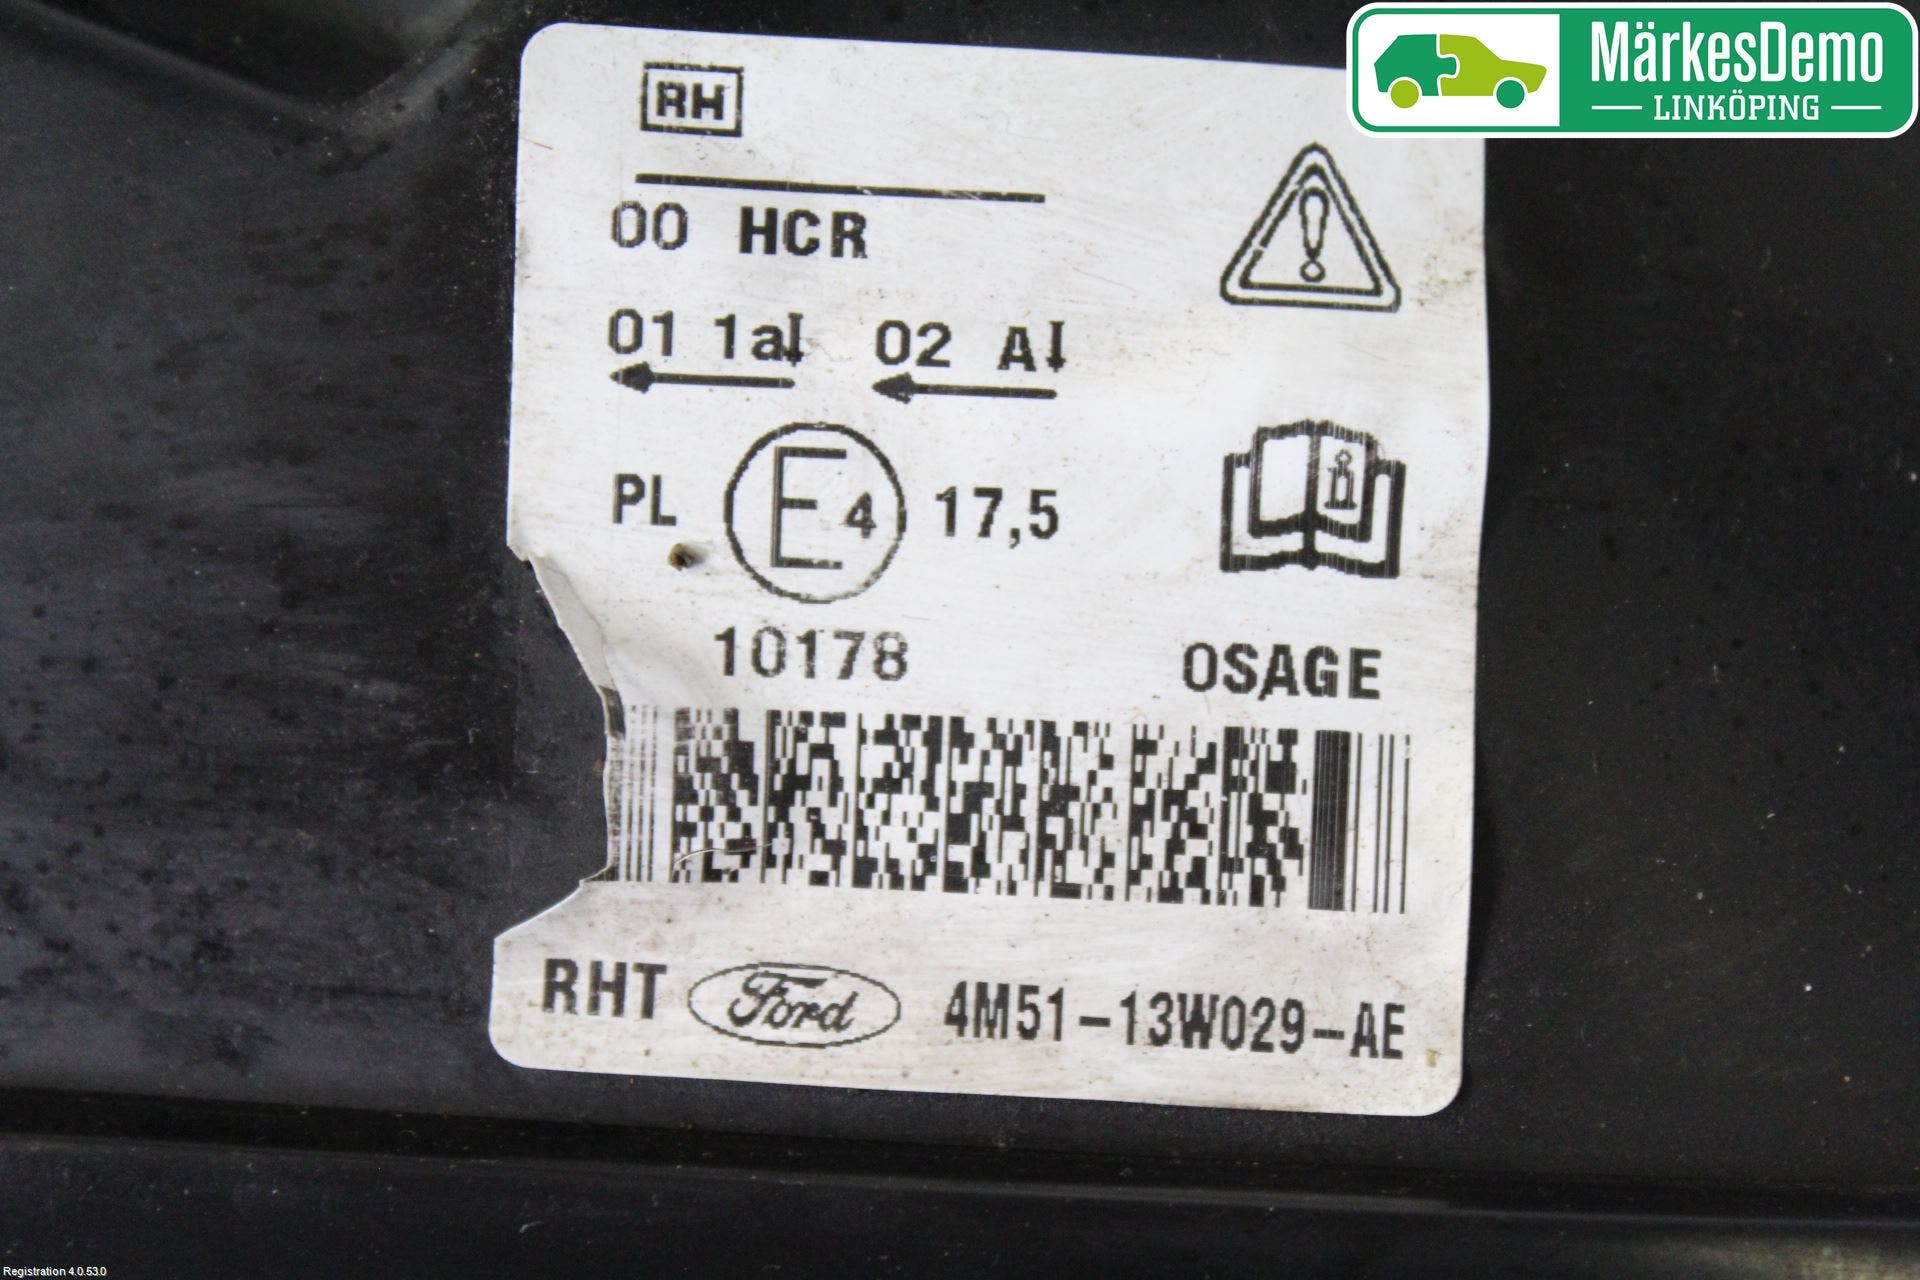 MärkesDemo
LINKÖPING
RH
00 HCR
01 1a 02 A
PL E4 17,5
10178 OSAGE
RHT Ford 4M51-13W029-AE
Registration 4.0.53.0